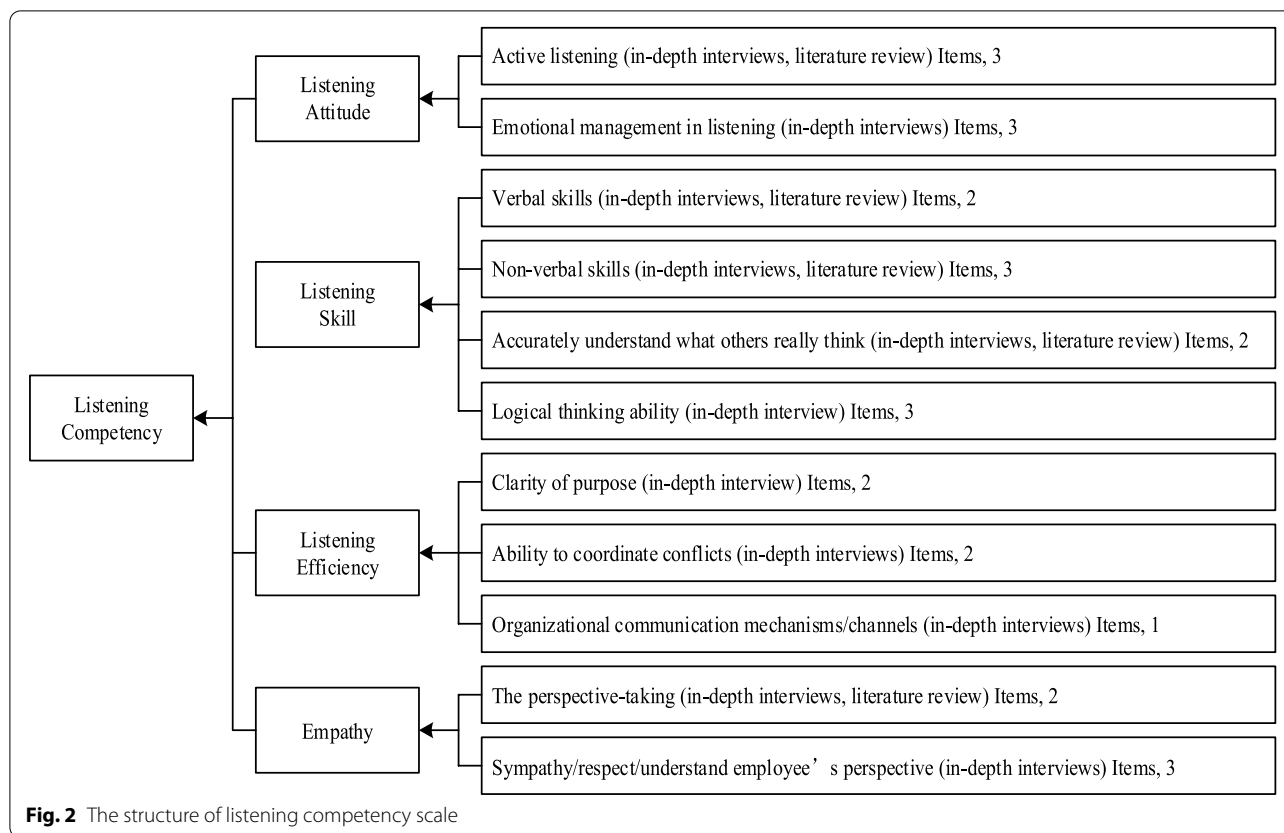 Listening
Competency
Listening
Attitude
Active listening (in-depth interviews, literature review) Items, 3
Emotional management in listening (in-depth interviews) Items, 3
Listening
Skill
Verbal skills (in-depth interviews, literature review) Items, 2
Non-verbal skills (in-depth interviews, literature review) Items, 3
Accurately understand what others really think (in-depth interviews, literature review) Items, 2
Logical thinking ability (in-depth interview) Items, 3
Listening
Efficiency
Clarity of purpose (in-depth interview) Items, 2
Ability to coordinate conflicts (in-depth interviews) Items, 2
Organizational communication mechanisms/channels (in-depth interviews) Items, 1
Empathy
The perspective-taking (in-depth interviews, literature review) Items, 2
Sympathy/respect/understand employee’s perspective (in-depth interviews) Items, 3
Fig. 2 The structure of listening competency scale